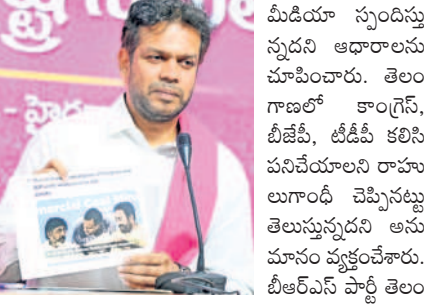 మీడియా స్పందిస్తు
న్నదని ఆధారాలను
చూపించారు. తెలం
గాణలో కాంగ్రెస్,
బీజేపీ, టీడీపీ కలిసి
పనిచేయాలని రాహు
లుగాంధీ చెప్పినట్టు
తెలుస్తున్నదని అను
మానం వ్యక్తంచేశారు.
బీఆర్ఎస్ పార్టీ తెలం